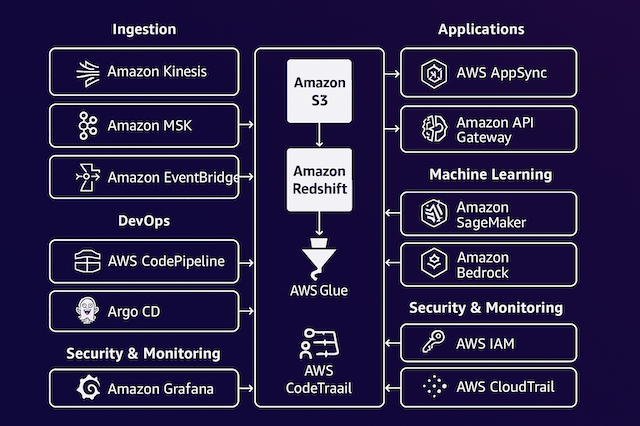 Ingestion
Amazon Kinesis
Amazon MSK
Amazon EventBridge
DevOps
AWS CodePipeline
Argo CD
Security & Monitoring
Amazon Grafana
Amazon
S3
Amazon
Redshift
AWS Glue
AWS
CodeTraail
Applications
AWS AppSync
Amazon API
Gateway
Machine Learning
Amazon
SageMaker
Amazon
Bedrock
Security & Monitoring
AWS IAM
AWS CloudTrail